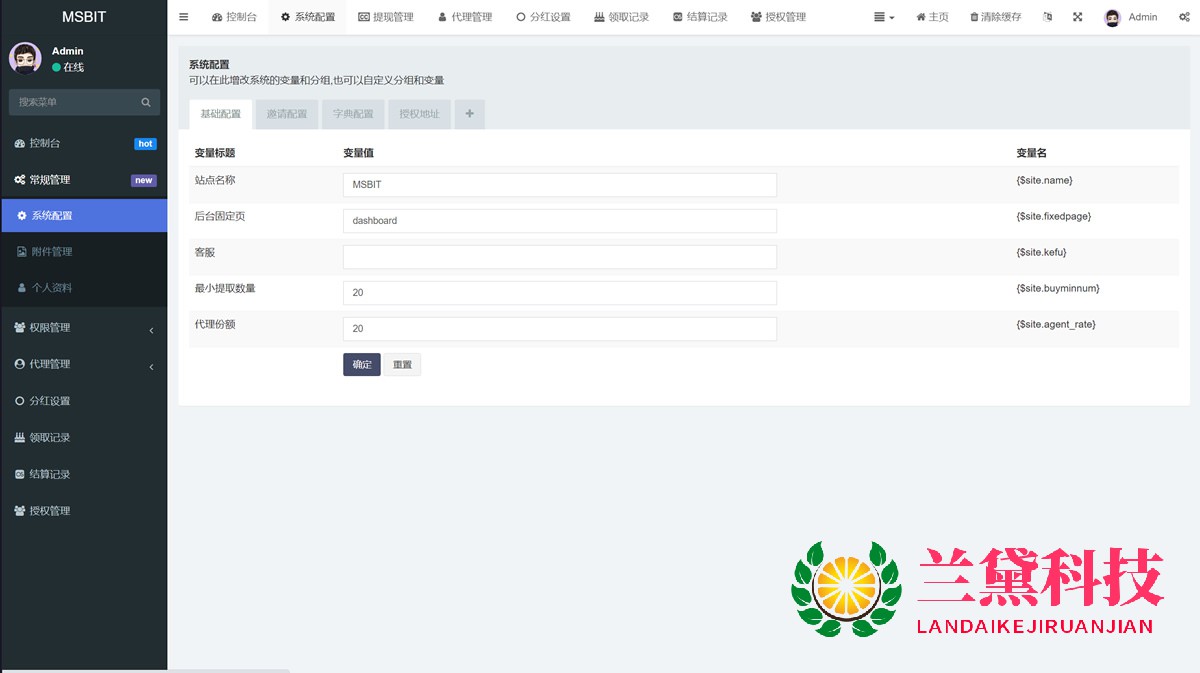 MSBIT
控制台
系统配置
提现管理
代理管理
分红设置
领取记录
结算记录
授权管理
主页
清除缓存
Admin
Admin
在线
搜索菜单
控制台 hot
常规管理 new
系统配置
附件管理
个人资料
权限管理
代理管理
分红设置
领取记录
结算记录
授权管理
系统配置
可以在此增改系统的变量和分组,也可以自定义分组和变量
基础配置 邀请配置 字典配置 授权地址
变量标题 变量值 变量名
站点名称 MSBIT {$site.name}
后台固定页 dashboard {$site.fixedpage}
客服 {$site.kefu}
最小提取数量 20 {$site.buyminnum}
代理份额 20 {$site.agent_rate}
确定 重置
兰黛科技
LANDAIKEJIRUANJIAN